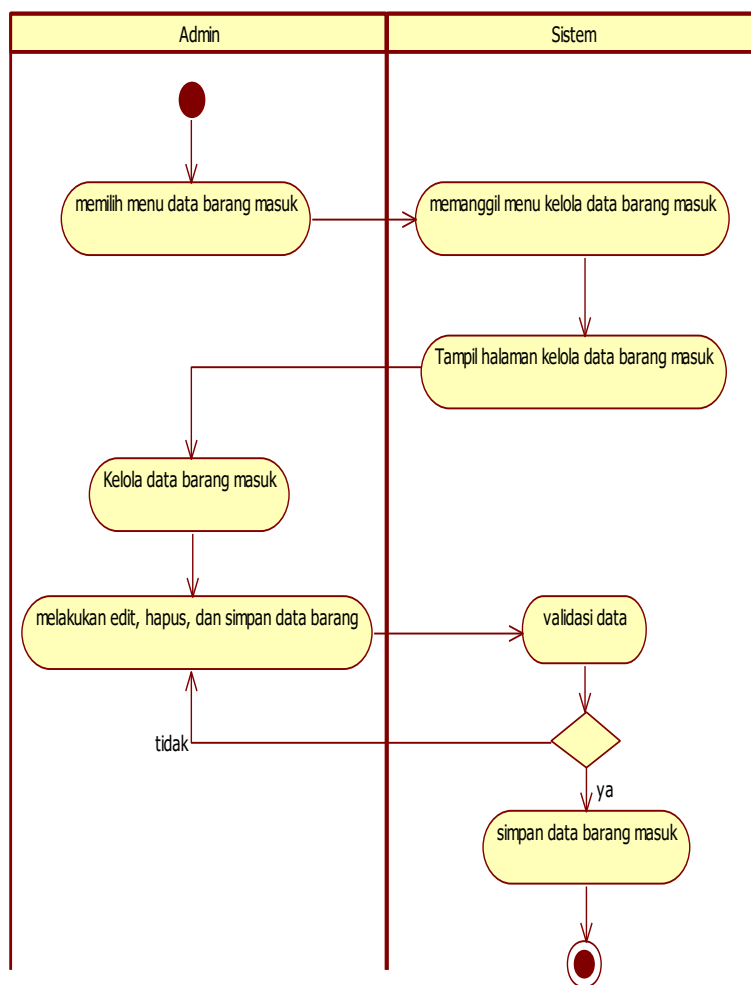 Admin
Sistem
memilih menu data barang masuk
memanggil menu kelola data barang masuk
Tampil halaman kelola data barang masuk
Kelola data barang masuk
melakukan edit, hapus, dan simpan data barang
validasi data
tidak
ya
simpan data barang masuk